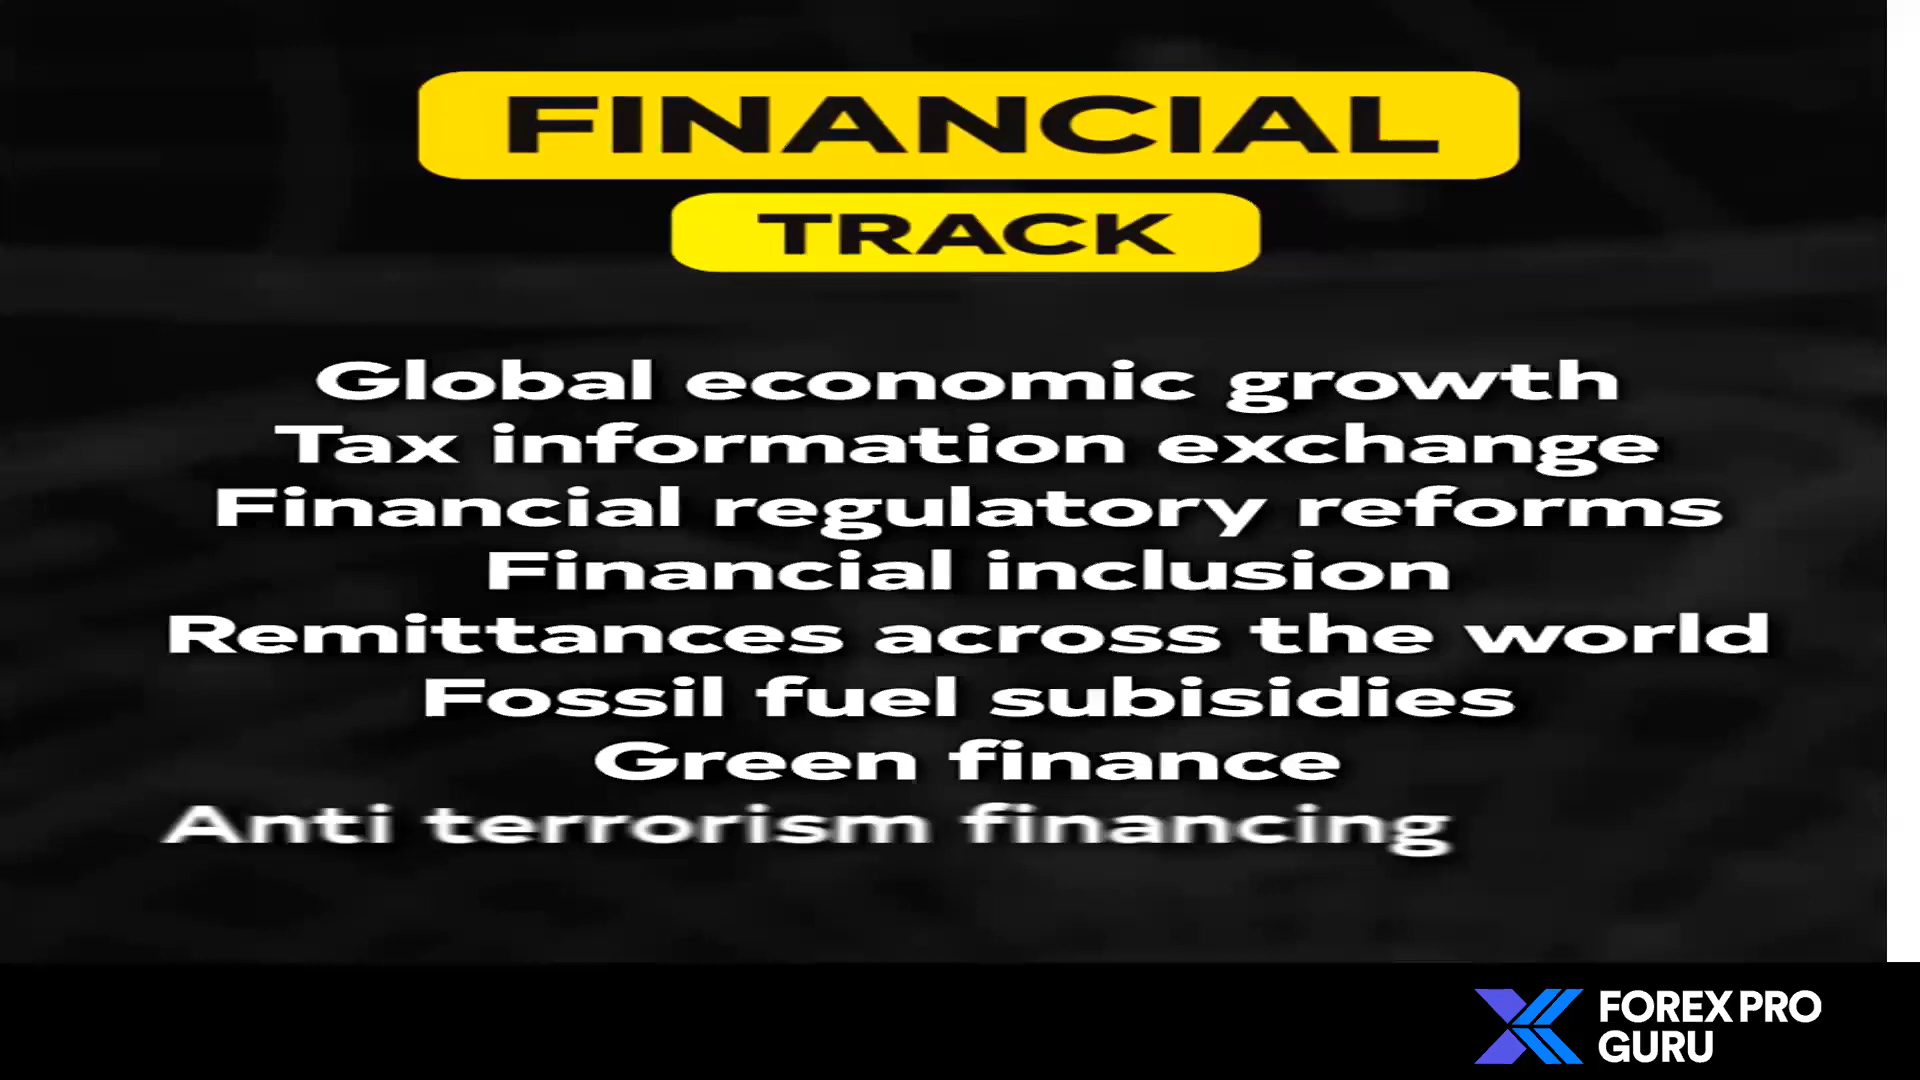 FINANCIAL
TRACK
Global economic growth
Tax information exchange
Financial regulatory reforms
Financial inclusion
Remittances across the world
Fossil fuel subisidies
Green finance
Anti terrorism financing
FOREX PRO
GURU